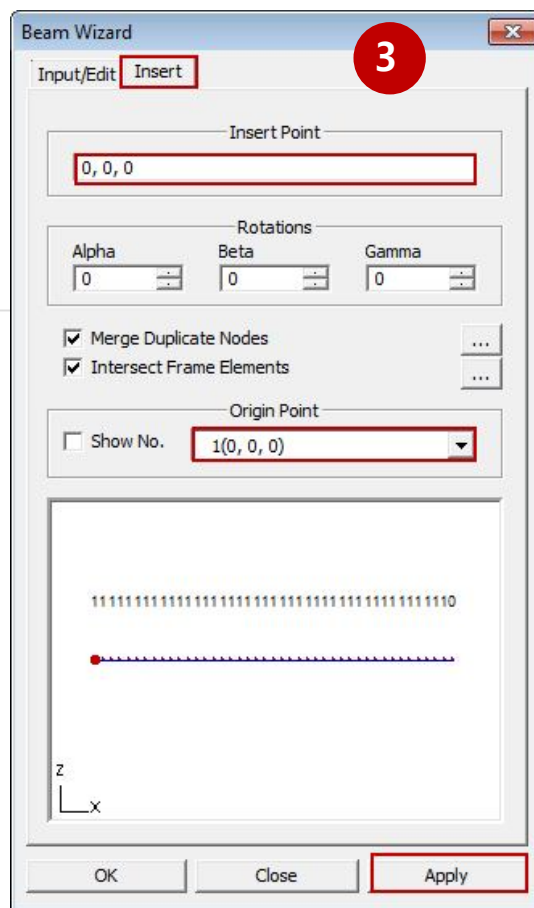 Beam Wizard
3
Input/Edit Insert
Insert Point
0, 0, 0
Rotations
Alpha Beta Gamma
0 0 0
Merge Duplicate Nodes ...
Intersect Frame Elements ...
Origin Point
Show No. 1(0, 0, 0)
z
x
OK Close Apply